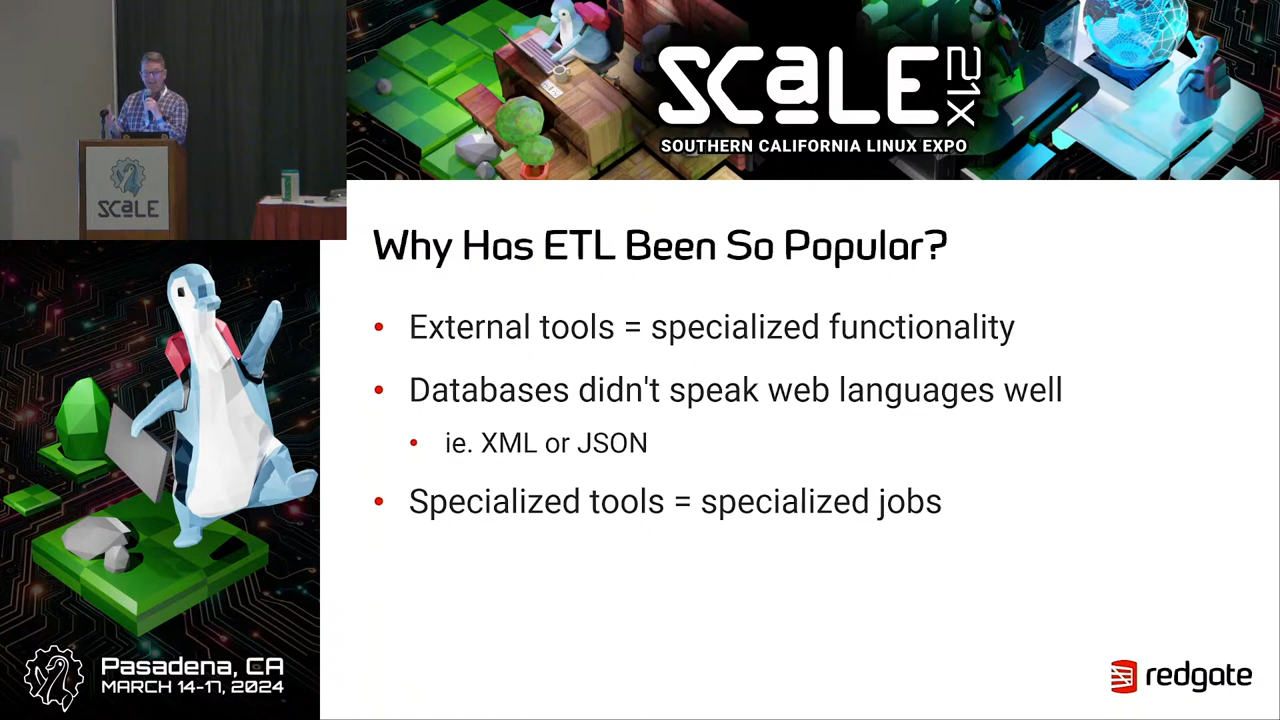 SCaLE
21X
SOUTHERN CALIFORNIA LINUX EXPO
SCaLE
Why Has ETL Been So Popular?
• External tools = specialized functionality
• Databases didn't speak web languages well
• ie. XML or JSON
• Specialized tools = specialized jobs
Pasadena, CA
MARCH 14-17, 2024
redgate